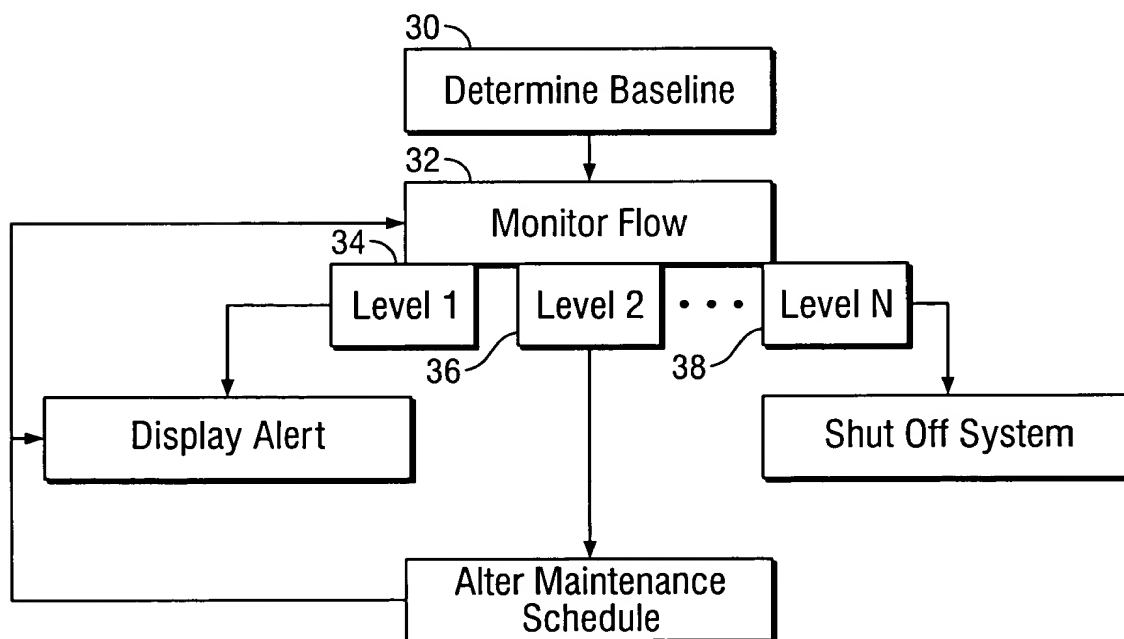 30
Determine Baseline
32
Monitor Flow
34
Level 1
Level 2
• • •
Level N
36
38
Display Alert
Shut Off System
Alter Maintenance
Schedule